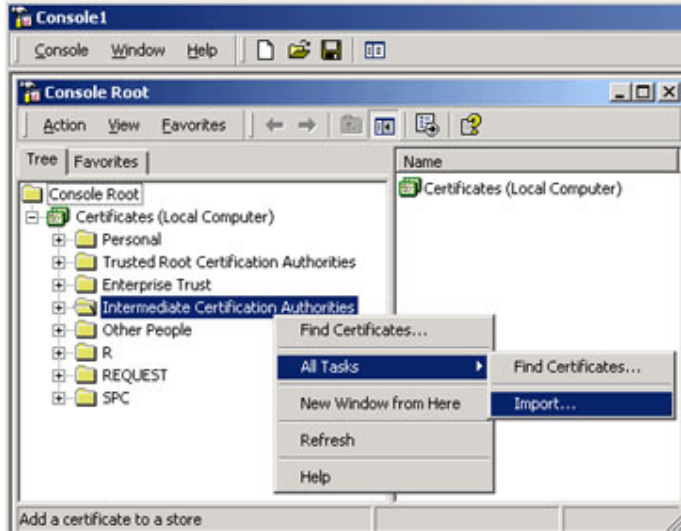 Console1
Console Window Help
Console Root
Action View Favorites
Tree Favorites
Name
Console Root
Certificates (Local Computer)
Certificates (Local Computer)
Personal
Trusted Root Certification Authorities
Enterprise Trust
Intermediate Certification Authorities
Other People
R
REQUEST
SPC
Find Certificates...
All Tasks
New Window from Here
Refresh
Help
Find Certificates...
Import...
Add a certificate to a store